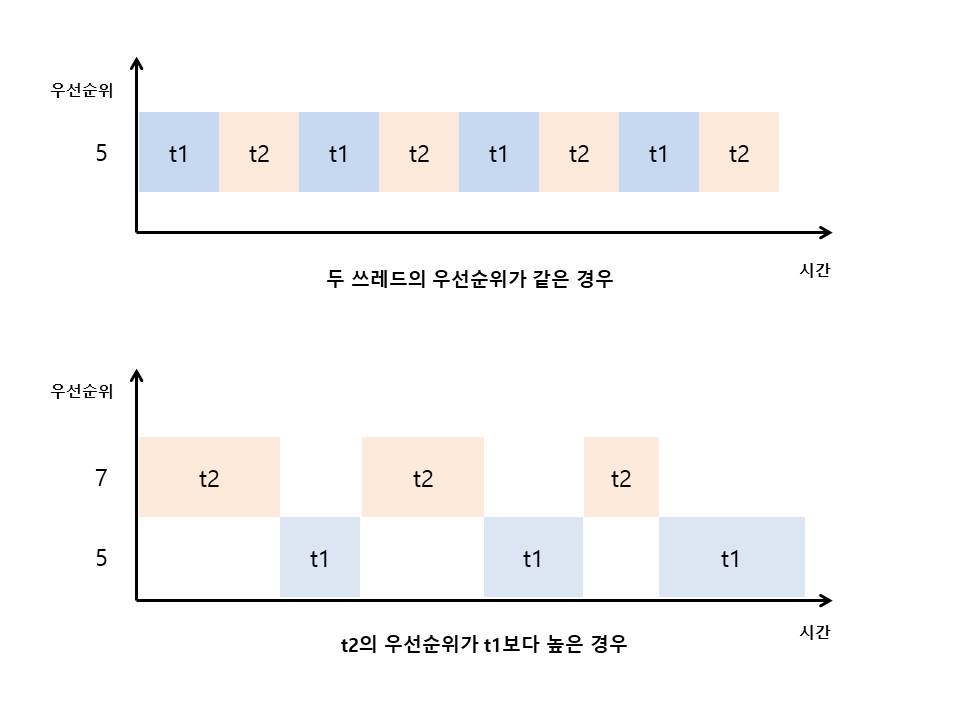 우선순위
5
t1 t2 t1 t2 t1 t2 t1 t2
시간
두 쓰레드의 우선순위가 같은 경우
우선순위
7
t2 t2 t2
5
t1 t1 t1
시간
t2의 우선순위가 t1보다 높은 경우